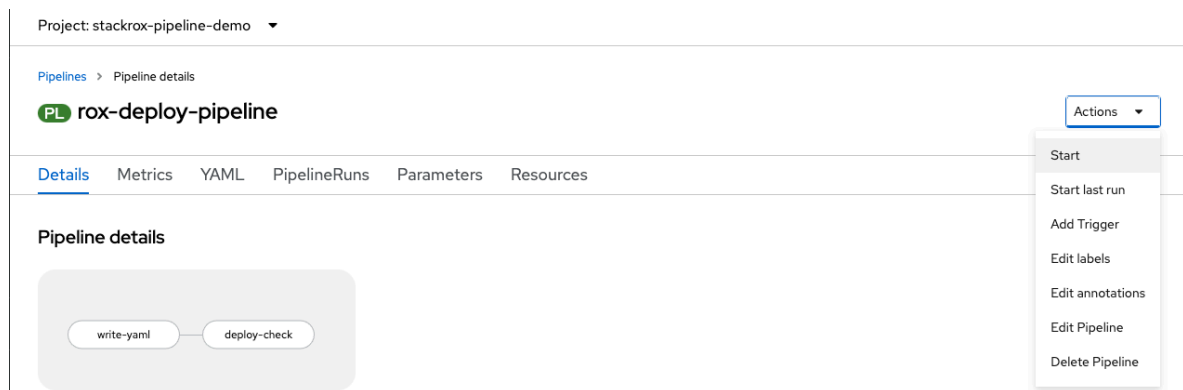 Project: stackrox-pipeline-demo
Pipelines > Pipeline details
PL rox-deploy-pipeline
Actions
Start
Start last run
Add Trigger
Edit labels
Edit annotations
Edit Pipeline
Delete Pipeline
Details Metrics YAML PipelineRuns Parameters Resources
Pipeline details
write-yaml deploy-check